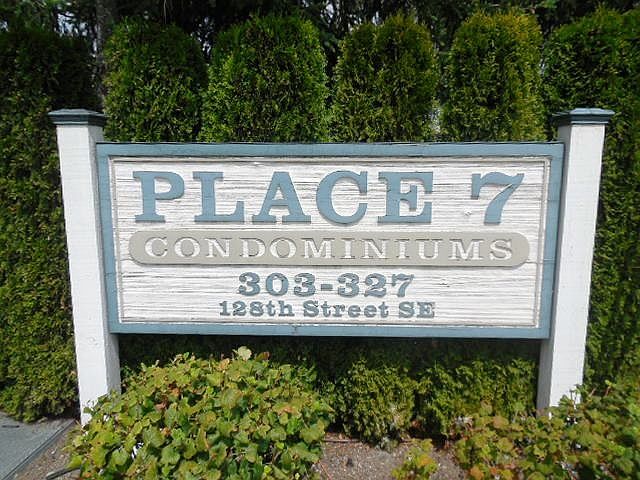 PLACE 7
CONDOMINIUMS
303-327
128th Street SE